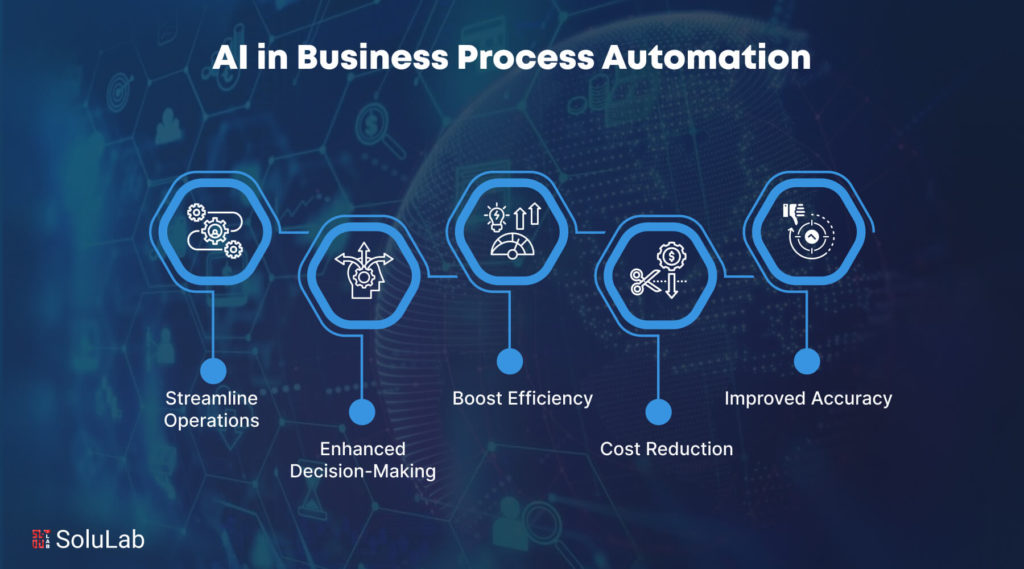 AI in Business Process Automation
Streamline
Operations
Enhanced
Decision-Making
Boost Efficiency
Cost Reduction
Improved Accuracy
SoluLab